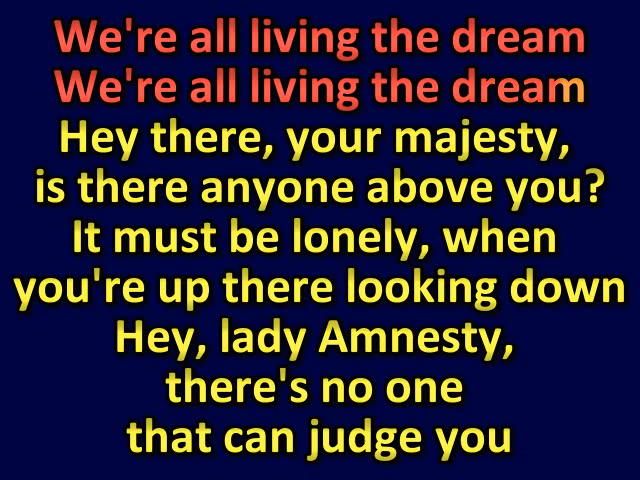 We're all living the dream
We're all living the dream
Hey there, your majesty,
is there anyone above you?
It must be lonely, when
you're up there looking down
Hey, lady Amnesty,
there's no one
that can judge you